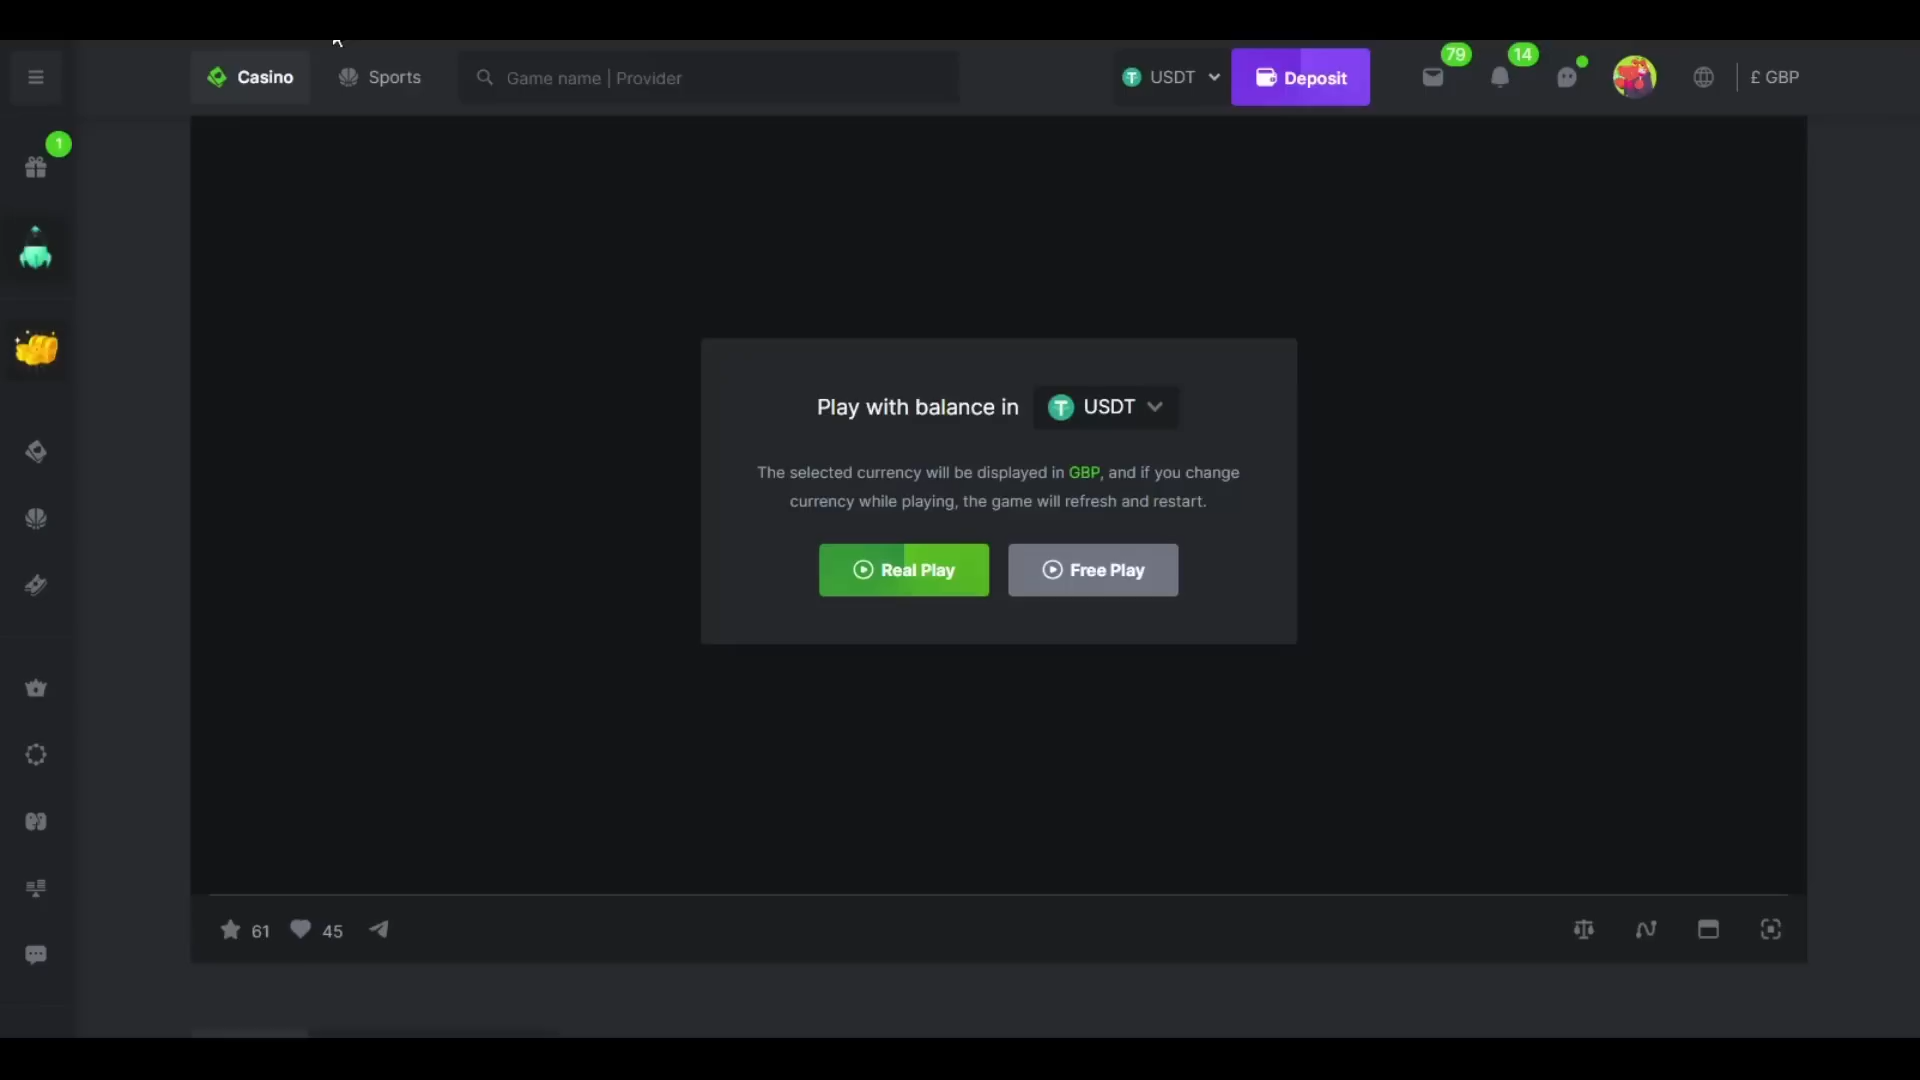 Casino
Sports
Game name | Provider
USDT
Deposit
79
14
£ GBP
1
Play with balance in
USDT
The selected currency will be displayed in GBP, and if you change
currency while playing, the game will refresh and restart.
Real Play
Free Play
61
45